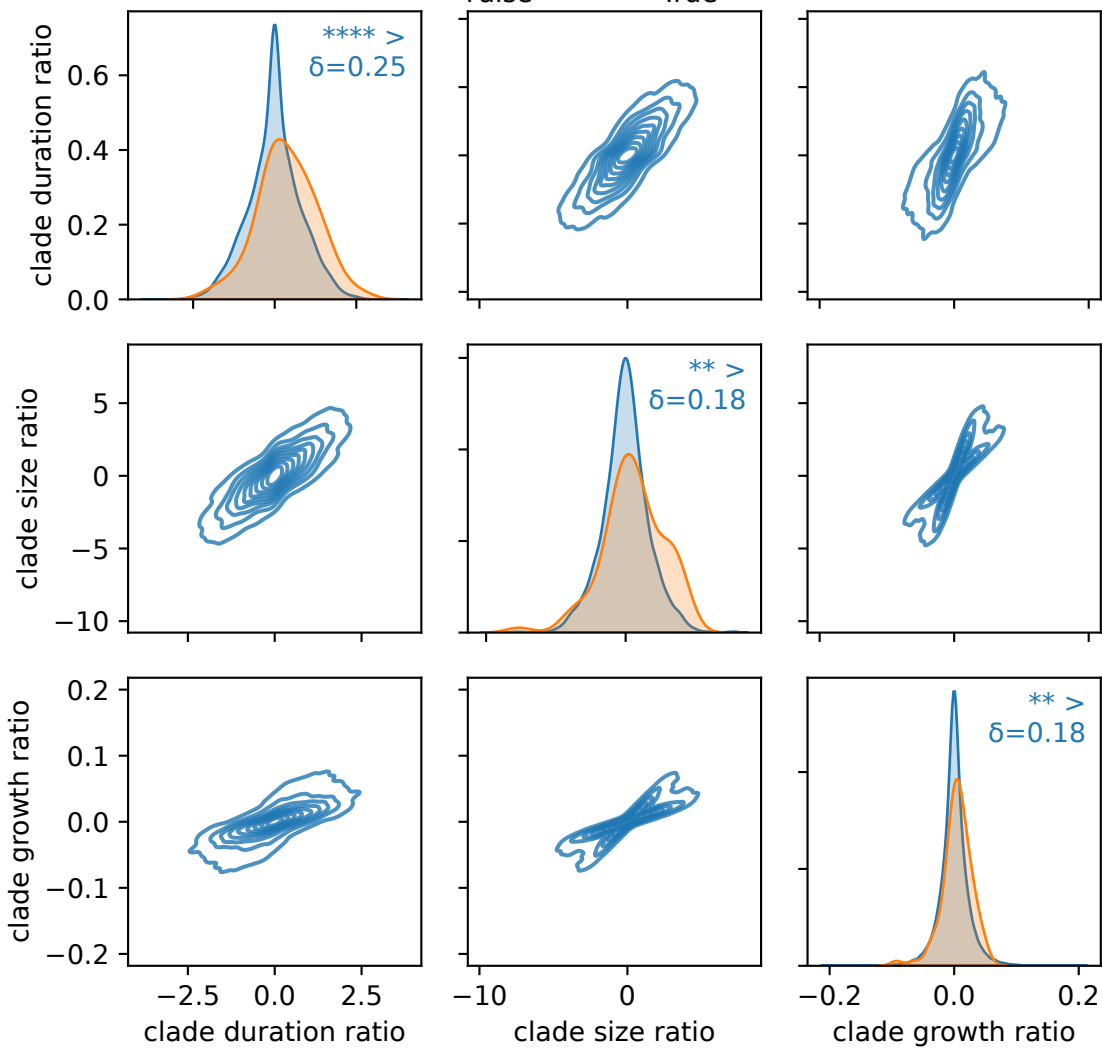 clade duration ratio
0.6
0.4
0.2
0.0
**** >
δ=0.25
clade size ratio
5
0
−5
−10
** >
δ=0.18
clade growth ratio
0.2
0.1
0.0
−0.1
−0.2
** >
δ=0.18
−2.5 0.0 2.5
−10 0
−0.2 0.0 0.2
clade duration ratio
clade size ratio
clade growth ratio